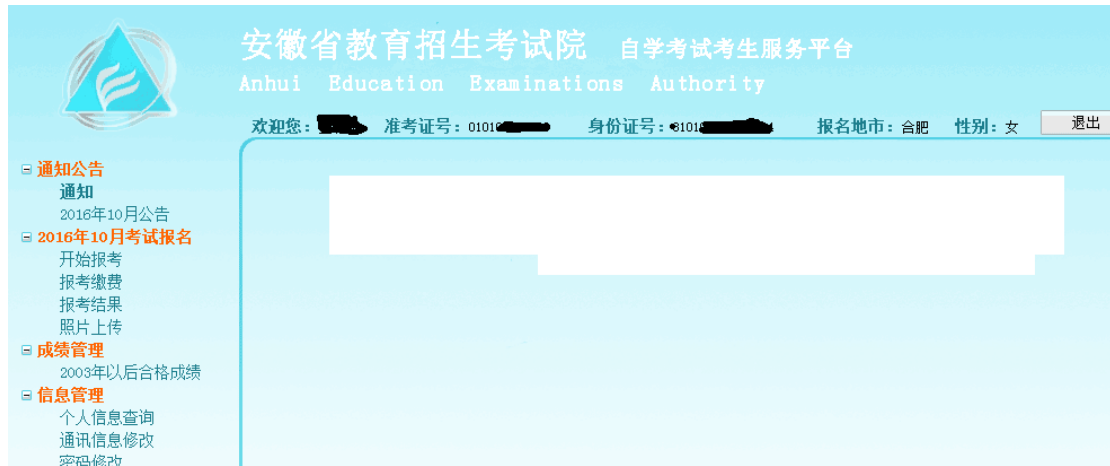 安徽省教育招生考试院 自学考试考生服务平台
Anhui Education Examinations Authority
欢迎您： 准考证号：0101 身份证号： 报名地市：合肥 性别：女 退出
通知公告
通知
2016年10月公告
2016年10月考试报名
开始报考
报考缴费
报考结果
照片上传
成绩管理
2003年以后合格成绩
信息管理
个人信息查询
通讯信息修改
密码修改